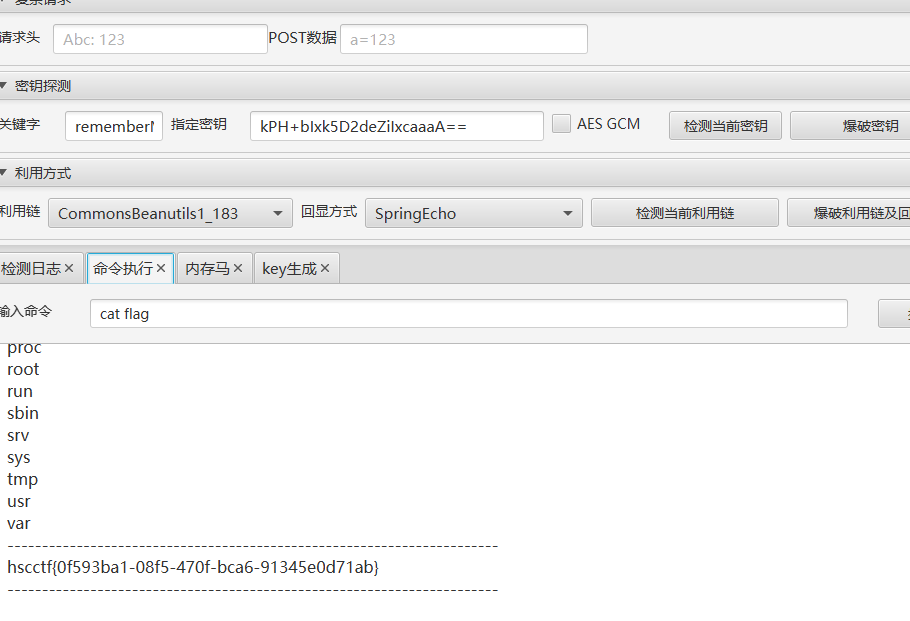 复杂请求
请求头 Abc: 123 POST数据 a=123
密钥探测
关键字 rememberM 指定密钥 kPH+bIxk5D2deZiIxcaaaA== AES GCM 检测当前密钥 爆破密钥
利用方式
利用链 CommonsBeanutils1_183 回显方式 SpringEcho 检测当前利用链 爆破利用链及回
检测日志 命令执行 内存马 key生成
输入命令 cat flag
proc
root
run
sbin
srv
sys
tmp
usr
var
----------------------------------------------------------------------
hscctf{0f593ba1-08f5-470f-bca6-91345e0d71ab}
----------------------------------------------------------------------